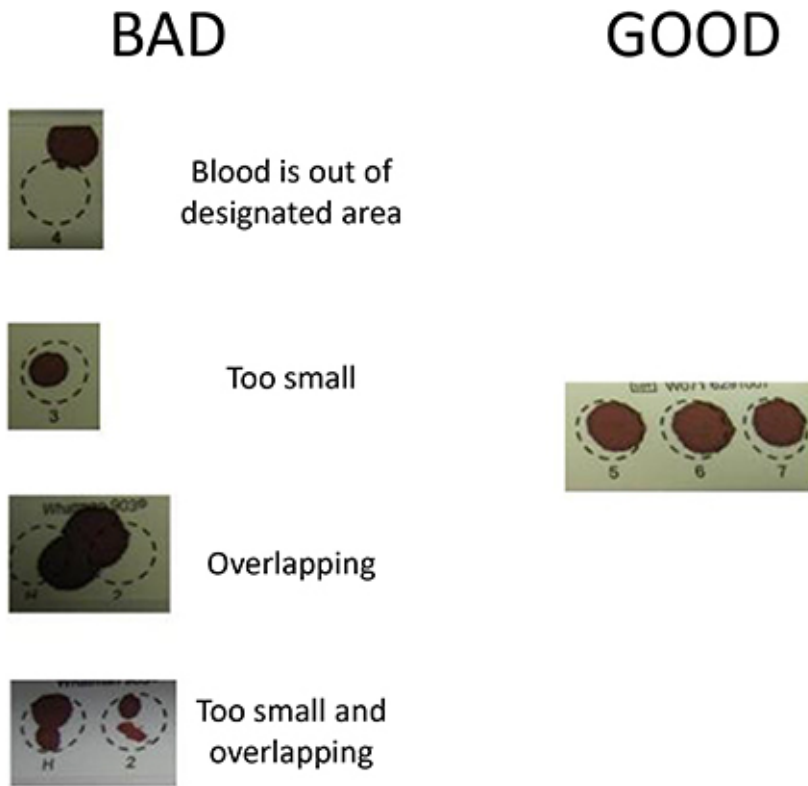 BAD
GOOD
Blood is out of
designated area
4
Too small
3
Whatman 903®
Overlapping
H 2
5 6 7
Too small and
overlapping
H 2